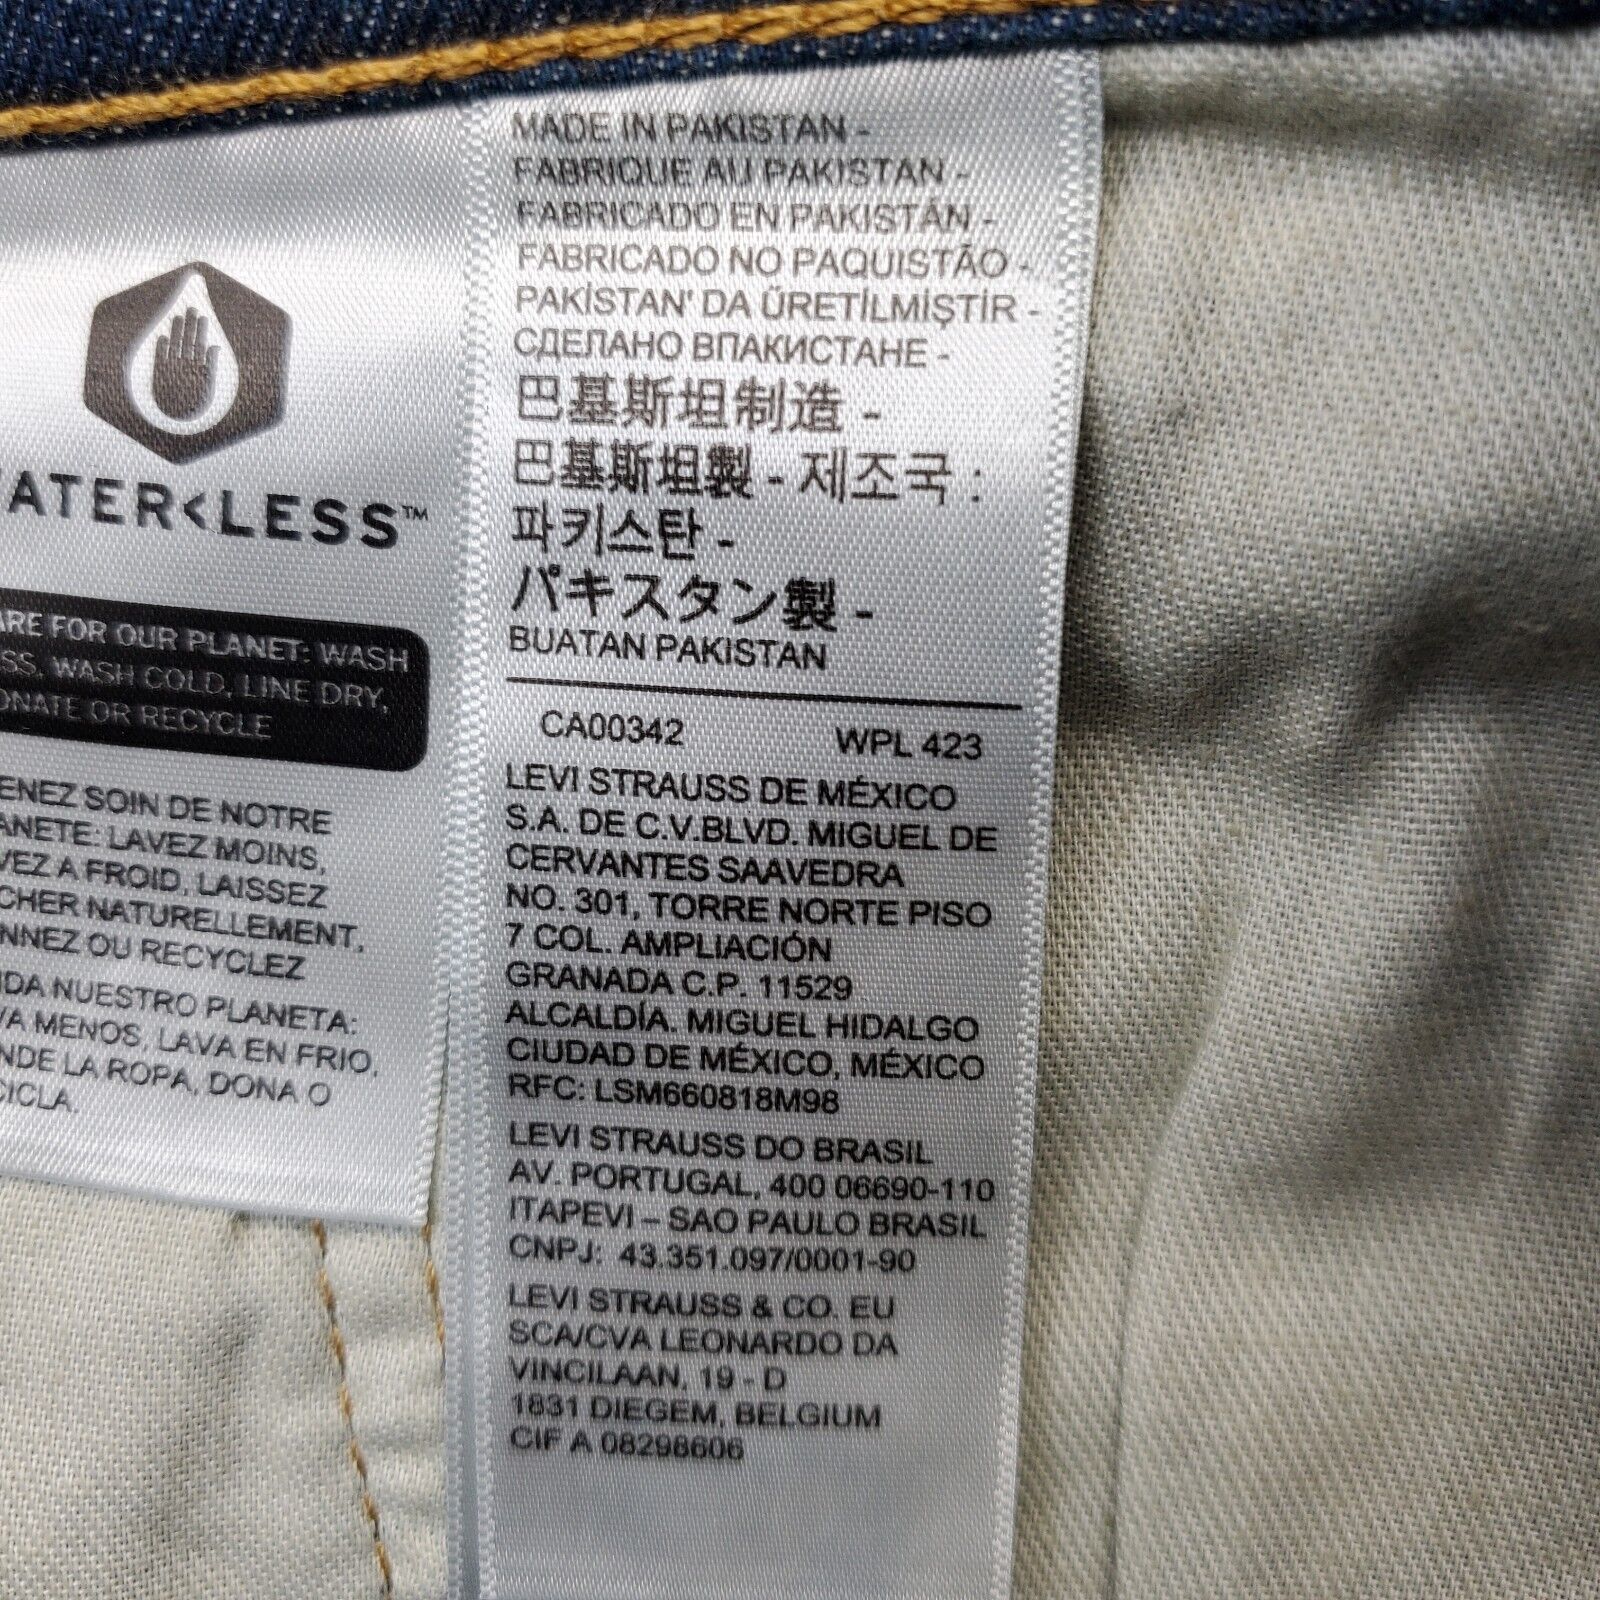 WATER<LESS™
ARE FOR OUR PLANET: WASH
SS, WASH COLD, LINE DRY,
ONATE OR RECYCLE
ENEZ SOIN DE NOTRE
ANETE: LAVEZ MOINS,
VEZ A FROID, LAISSEZ
CHER NATURELLEMENT,
NNEZ OU RECYCLEZ
IDA NUESTRO PLANETA:
VA MENOS, LAVA EN FRIO,
NDE LA ROPA, DONA O
CICLA.
MADE IN PAKISTAN -
FABRIQUE AU PAKISTAN -
FABRICADO EN PAKISTÁN -
FABRICADO NO PAQUISTÃO -
PAKİSTAN' DA ÜRETİLMİŞTİR -
СДЕЛАНО ВПАКИСТАНЕ -
巴基斯坦制造 -
巴基斯坦製 - 제조국 :
파키스탄 -
パキスタン製 -
BUATAN PAKISTAN
CA00342 WPL 423
LEVI STRAUSS DE MÉXICO
S.A. DE C.V.BLVD. MIGUEL DE
CERVANTES SAAVEDRA
NO. 301, TORRE NORTE PISO
7 COL. AMPLIACIÓN
GRANADA C.P. 11529
ALCALDÍA. MIGUEL HIDALGO
CIUDAD DE MÉXICO, MÉXICO
RFC: LSM660818M98
LEVI STRAUSS DO BRASIL
AV. PORTUGAL, 400 06690-110
ITAPEVI – SAO PAULO BRASIL
CNPJ: 43.351.097/0001-90
LEVI STRAUSS & CO. EU
SCA/CVA LEONARDO DA
VINCILAAN, 19 - D
1831 DIEGEM, BELGIUM
CIF A 08298606